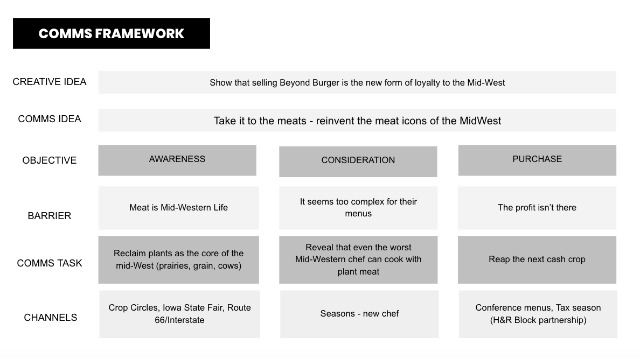 COMMS FRAMEWORK
CREATIVE IDEA
Show that selling Beyond Burger is the new form of loyalty to the Mid-West
COMMS IDEA
Take it to the meats - reinvent the meat icons of the MidWest
OBJECTIVE
AWARENESS
CONSIDERATION
PURCHASE
BARRIER
Meat is Mid-Western Life
It seems too complex for their
menus
The profit isn't there
COMMS TASK
Reclaim plants as the core of the
mid-West (prairies, grain, cows)
Reveal that even the worst
Mid-Western chef can cook with
plant meat
Reap the next cash crop
CHANNELS
Crop Circles, Iowa State Fair, Route
66/Interstate
Seasons - new chef
Conference menus, Tax season
(H&R Block partnership)